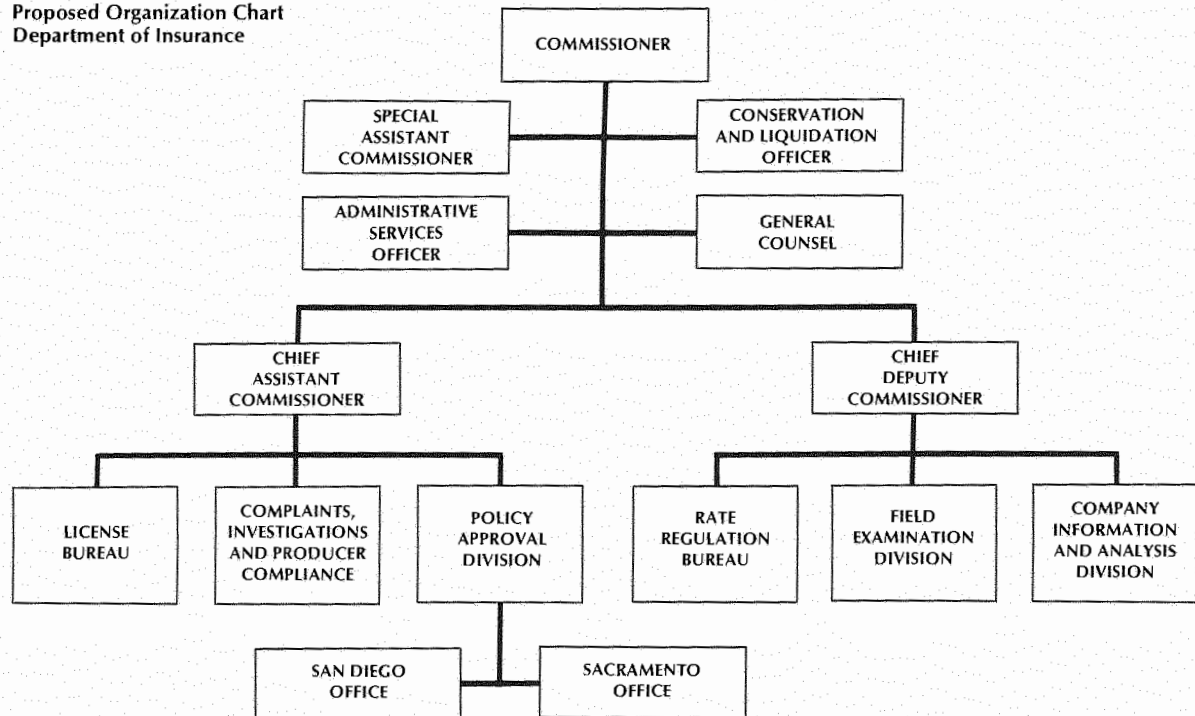 Proposed Organization Chart
Department of Insurance
COMMISSIONER
SPECIAL
ASSISTANT
COMMISSIONER
CONSERVATION
AND LIQUIDATION
OFFICER
ADMINISTRATIVE
SERVICES
OFFICER
GENERAL
COUNSEL
CHIEF
ASSISTANT
COMMISSIONER
CHIEF
DEPUTY
COMMISSIONER
LICENSE
BUREAU
COMPLAINTS,
INVESTIGATIONS
AND PRODUCER
COMPLIANCE
POLICY
APPROVAL
DIVISION
RATE
REGULATION
BUREAU
FIELD
EXAMINATION
DIVISION
COMPANY
INFORMATION
AND ANALYSIS
DIVISION
SAN DIEGO
OFFICE
SACRAMENTO
OFFICE